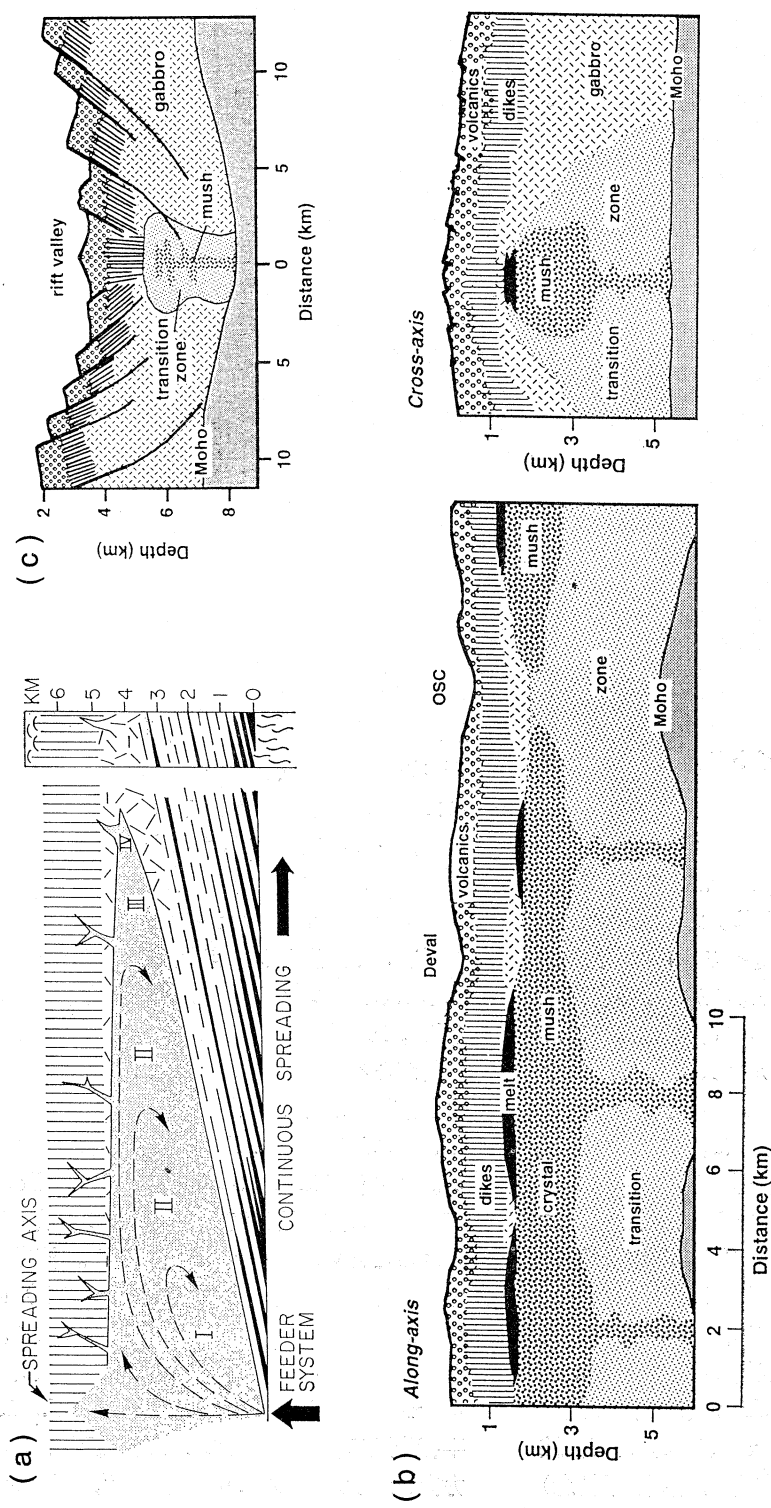 (a)
SPREADING AXIS
I
II
II
III
IV
FEEDER
SYSTEM
CONTINUOUS SPREADING
KM
6
5
4
3
2
1
0
(c)
rift valley
transition
zone
mush
gabbro
Moho
Depth (km)
2
4
6
8
10
5
0
5
10
Distance (km)
(b)
Along-axis
Deval
OSC
volcanics
dikes
melt
crystal
mush
mush
transition
zone
Moho
Depth (km)
1
3
5
0
2
4
6
8
10
Distance (km)
Cross-axis
volcanics
dikes
gabbro
mush
transition
zone
Moho
Depth (km)
1
3
5